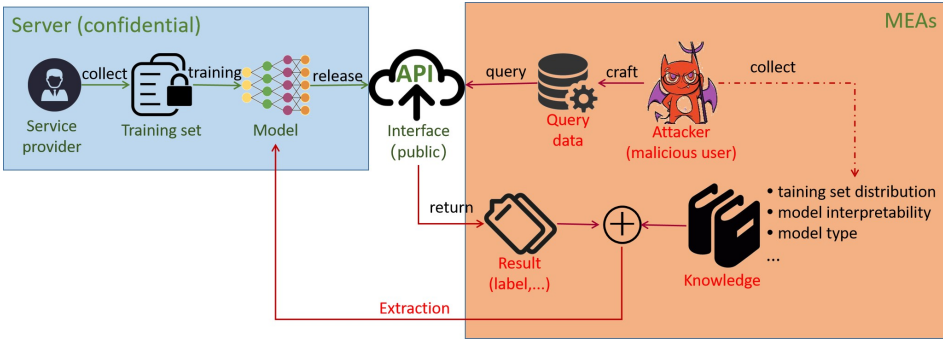 Server (confidential)
MEAs
collect
training
release
API
query
craft
collect
Service
provider
Training set
Model
Interface
(public)
Query
data
Attacker
(malicious user)
return
• taining set distribution
• model interpretability
• model type
...
Result
(label,...)
Knowledge
Extraction